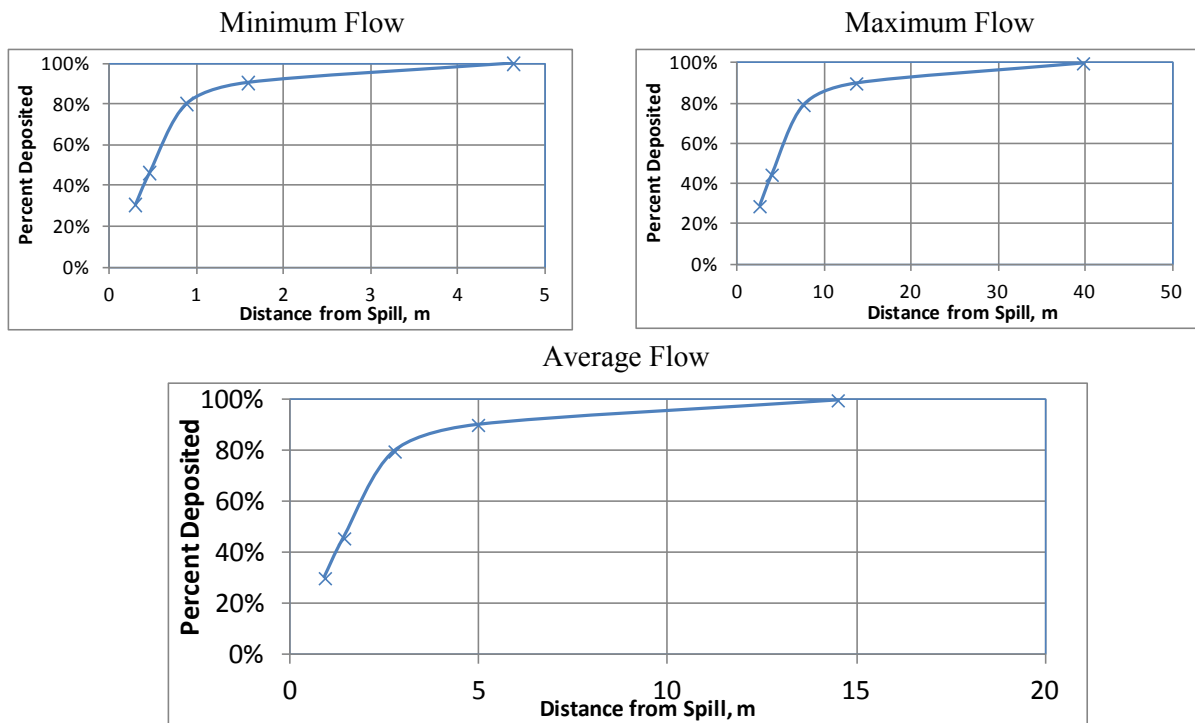 Minimum Flow
Percent Deposited
100%
80%
60%
40%
20%
0%
0 1 2 3 4 5
Distance from Spill, m
Maximum Flow
Percent Deposited
100%
80%
60%
40%
20%
0%
0 10 20 30 40 50
Distance from Spill, m
Average Flow
Percent Deposited
100%
80%
60%
40%
20%
0%
0 5 10 15 20
Distance from Spill, m